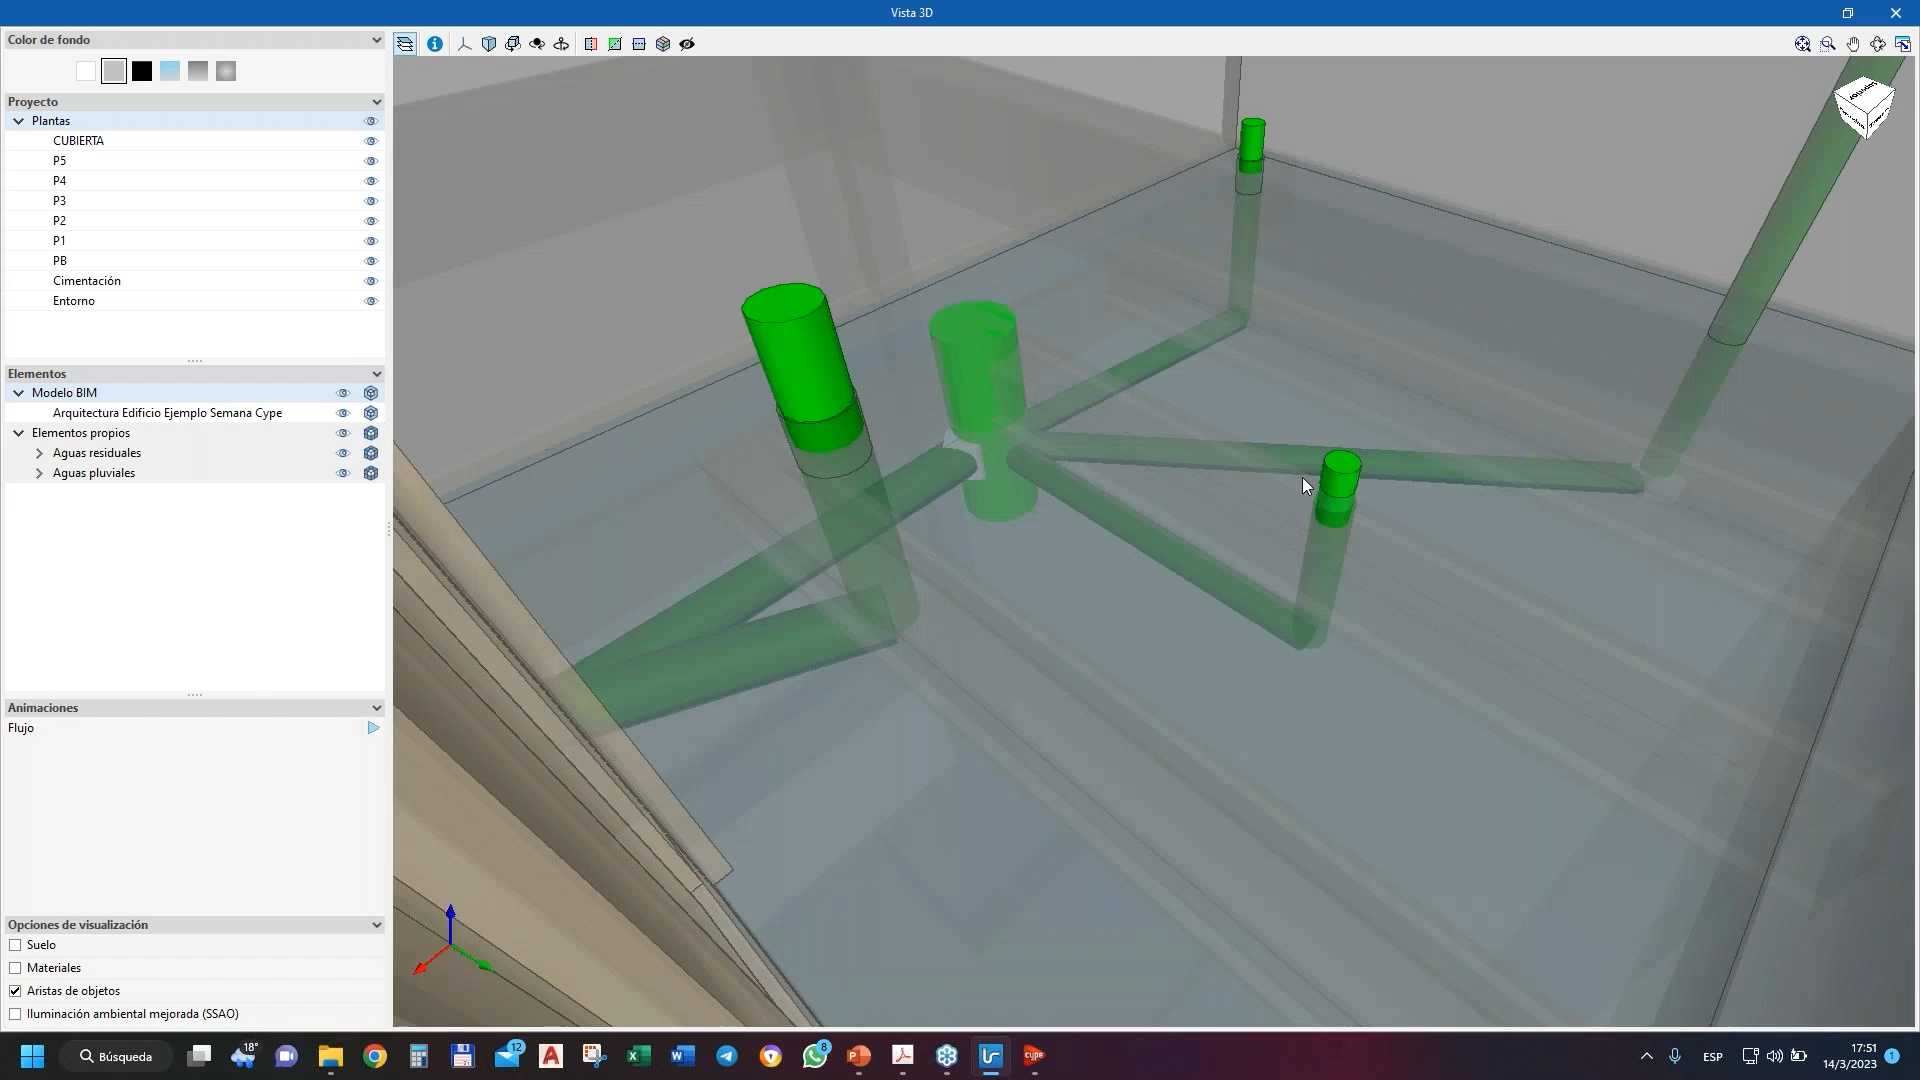 Vista 3D
Color de fondo
Proyecto
Plantas
CUBIERTA
P5
P4
P3
P2
P1
PB
Cimentación
Entorno
Elementos
Modelo BIM
Arquitectura Edificio Ejemplo Semana Cype
Elementos propios
Aguas residuales
Aguas pluviales
Animaciones
Flujo
Opciones de visualización
Suelo
Materiales
Aristas de objetos
Iluminación ambiental mejorada (SSAO)
Búsqueda
18°
12
8
cype
ESP
17:51
14/3/2023
1